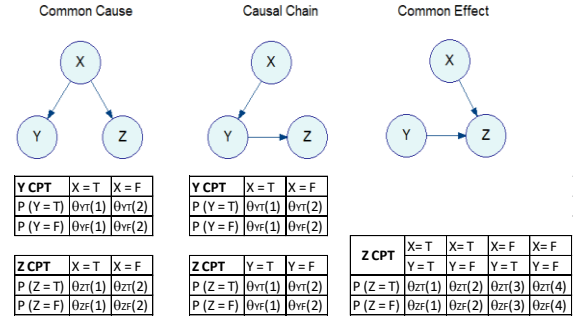 Common Cause
Causal Chain
Common Effect
X
Y
Z
X
Y
Z
X
Y
Z
Y CPT X = T X = F
P (Y = T) θYT(1) θYT(2)
P (Y = F) θYF(1) θYF(2)
Z CPT X = T X = F
P (Z = T) θZT(1) θZT(2)
P (Z = F) θZF(1) θZF(2)
Y CPT X = T X = F
P (Y = T) θYT(1) θYT(2)
P (Y = F) θYF(1) θYF(2)
Z CPT Y = T Y = F
P (Z = T) θYT(1) θYT(2)
P (Z = F) θYF(1) θYF(2)
Z CPT
X= T X= T X= F X= F
Y = T Y = F Y = T Y = F
P (Z = T) θZT(1) θZT(2) θZT(3) θZT(4)
P (Z = F) θZF(1) θZF(2) θZF(3) θZF(4)